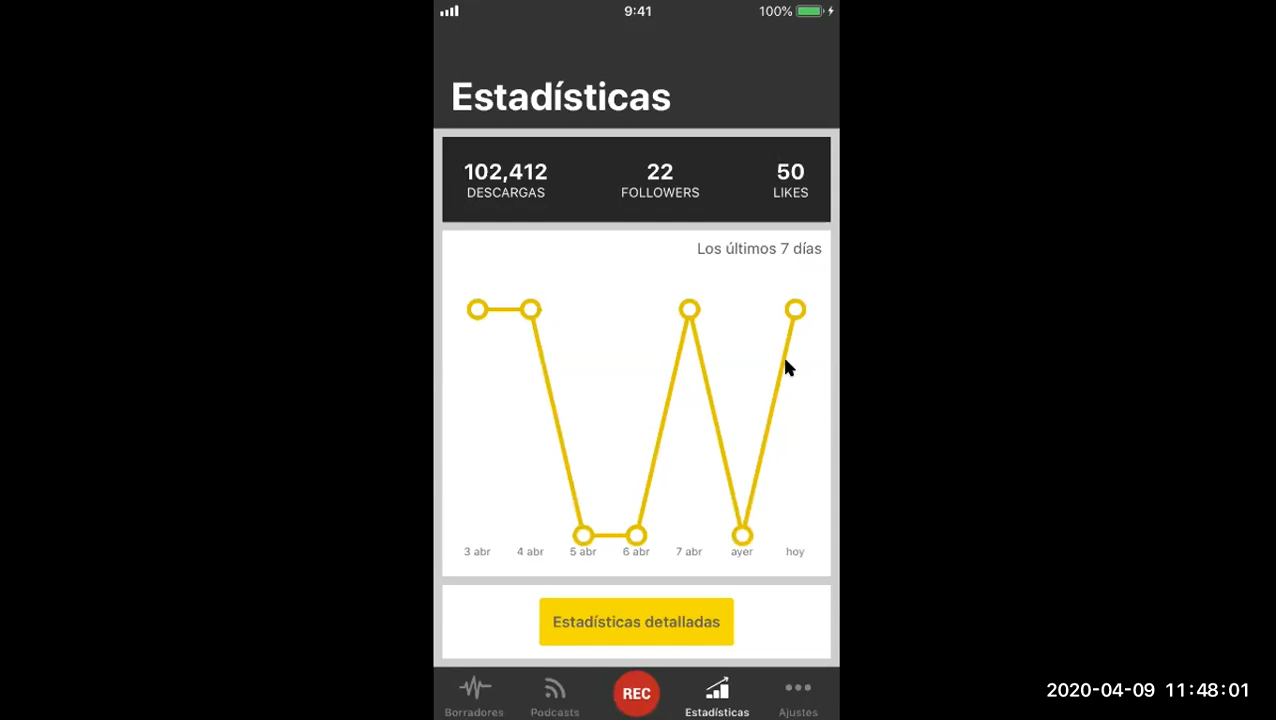 9:41
100%
Estadísticas
102,412 22 50
DESCARGAS FOLLOWERS LIKES
Los últimos 7 días
3 abr 4 abr 5 abr 6 abr 7 abr ayer hoy
Estadísticas detalladas
REC
Borradores Podcasts Estadísticas Ajustes
2020-04-09 11:48:01